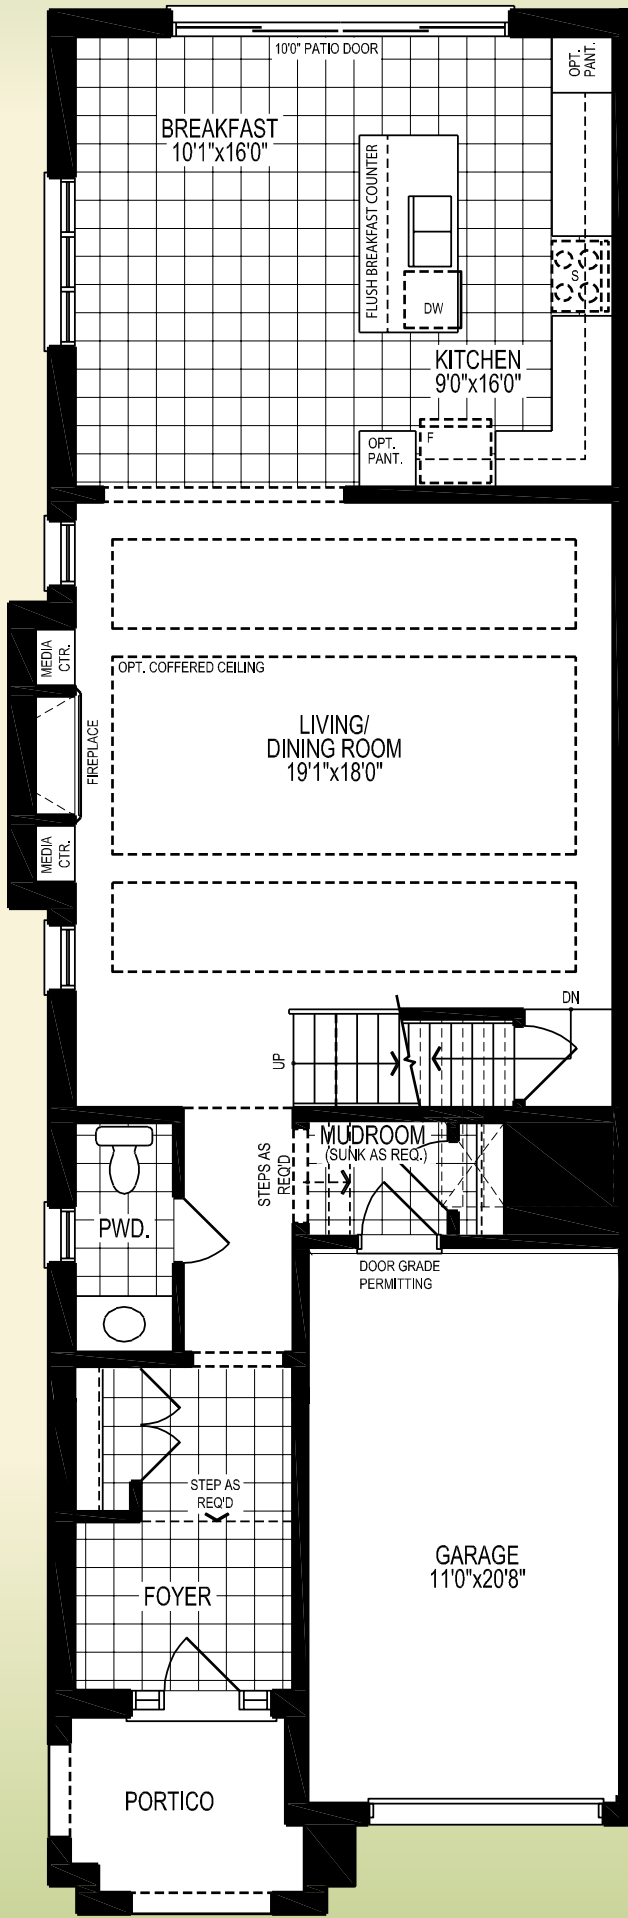 10'0" PATIO DOOR
OPT.
PANT.
BREAKFAST
10'1"x16'0"
FLUSH BREAKFAST COUNTER
S
DW
KITCHEN
9'0"x16'0"
OPT.
PANT.
F
MEDIA
CTR.
OPT. COFFERED CEILING
FIREPLACE
LIVING/
DINING ROOM
19'1"x18'0"
MEDIA
CTR.
DN
UP
MUDROOM
(SUNK AS REQ.)
STEPS AS
REQ'D
PWD.
DOOR GRADE
PERMITTING
STEP AS
REQ'D
GARAGE
11'0"x20'8"
FOYER
PORTICO